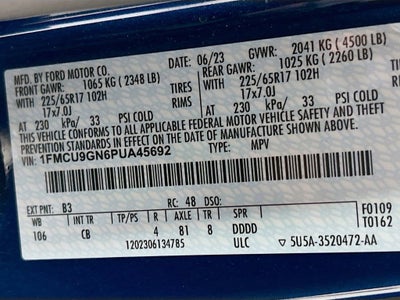 MFD. BY FORD MOTOR CO. 06/23 GVWR: 2041 KG (4500 LB)
FRONT GAWR: 1065 KG (2348 LB) REAR GAWR: 1025 KG (2260 LB)
WITH 225/65R17 102H TIRES WITH 225/65R17 102H
17x7.0J RIMS 17x7.0J
AT 230 kPa/ 33 PSI COLD AT 230 kPa/ 33 PSI COLD
THIS VEHICLE CONFORMS TO ALL APPLICABLE FEDERAL MOTOR VEHICLE
SAFETY AND THEFT PREVENTION STANDARDS IN EFFECT ON THE DATE OF
VIN: 1FMCU9GN6PUA45692 TYPE: MPV
EXT PNT: B3 RC: 48 DSO: F0109
WB INT TR TP/PS R AXLE TR SPR T0162
106 CB 4 81 8 DDDD
1202306134785 ULC 5U5A-3520472-AA